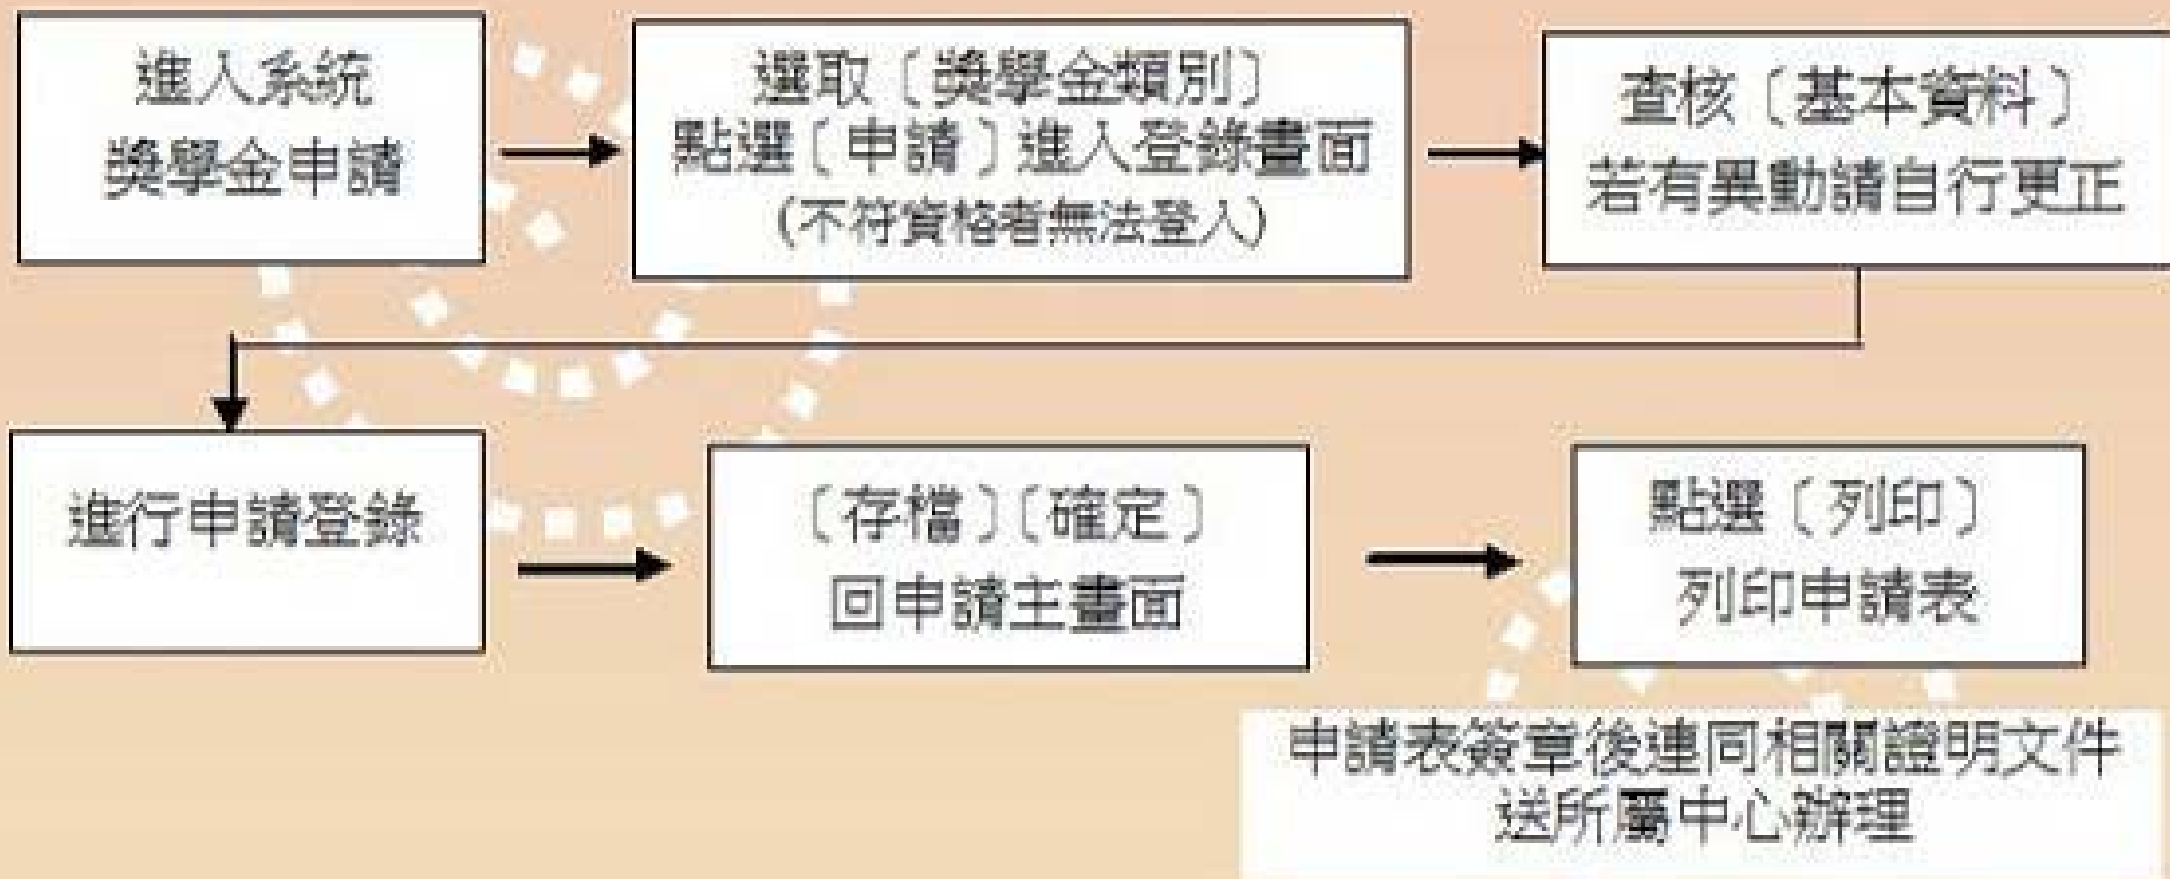 進入系統
獎學金申請
選取〔獎學金類別〕
點選〔申請〕進入登錄畫面
(不符資格者無法登入)
查核〔基本資料〕
若有異動請自行更正
進行申請登錄
〔存檔〕〔確定〕
回申請主畫面
點選〔列印〕
列印申請表
申請表簽章後連同相關證明文件
送所屬中心辦理